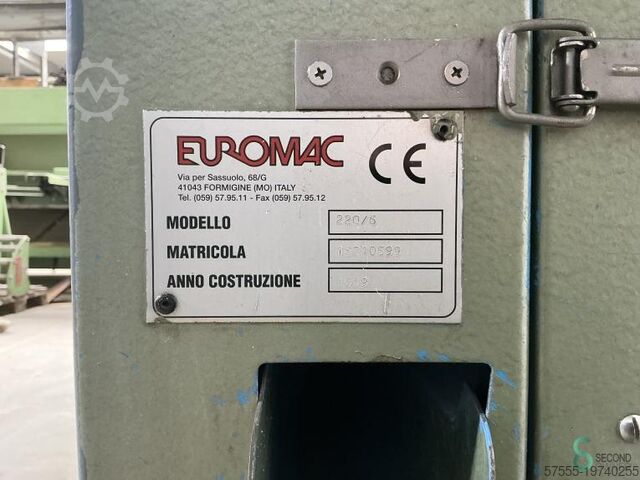 EUROMAC
CE
Via per Sassuolo, 68/G
41043 FORMIGINE (MO) ITALY
Tel. (059) 57.95.11 - Fax (059) 57.95.12
MODELLO 220/6
MATRICOLA
ANNO COSTRUZIONE
SECOND
57555-19740255